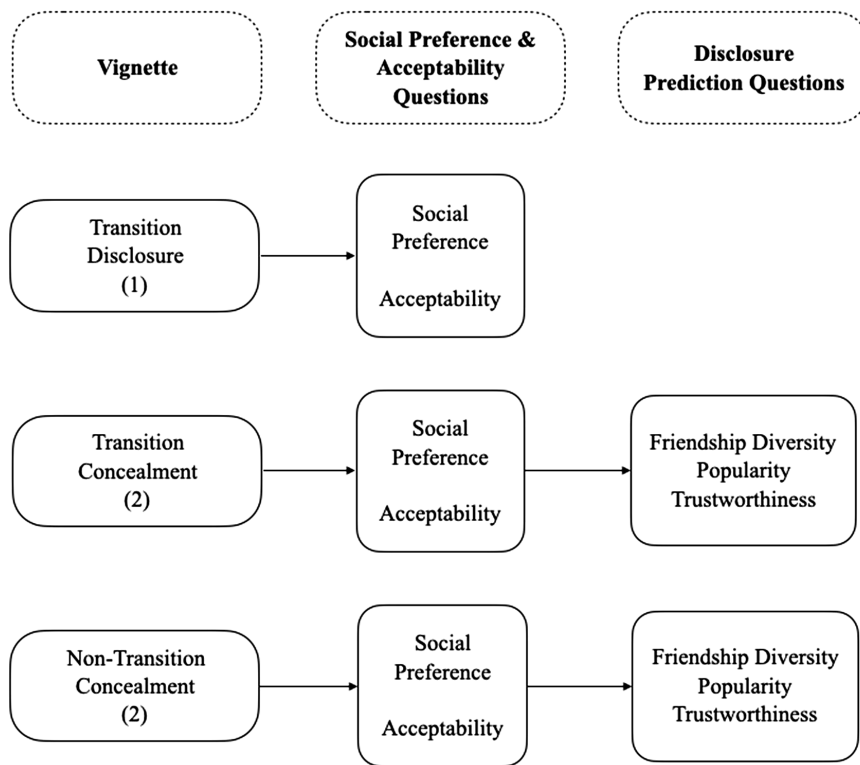 Vignette
Social Preference &
Acceptability
Questions
Disclosure
Prediction Questions
Transition
Disclosure
(1)
Social
Preference
Acceptability
Transition
Concealment
(2)
Social
Preference
Acceptability
Friendship Diversity
Popularity
Trustworthiness
Non-Transition
Concealment
(2)
Social
Preference
Acceptability
Friendship Diversity
Popularity
Trustworthiness